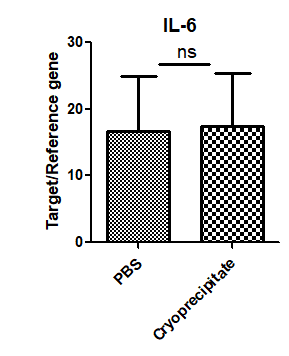 IL-6
ns
Target/Reference gene
30
20
10
0
PBS
Cryoprecipitate